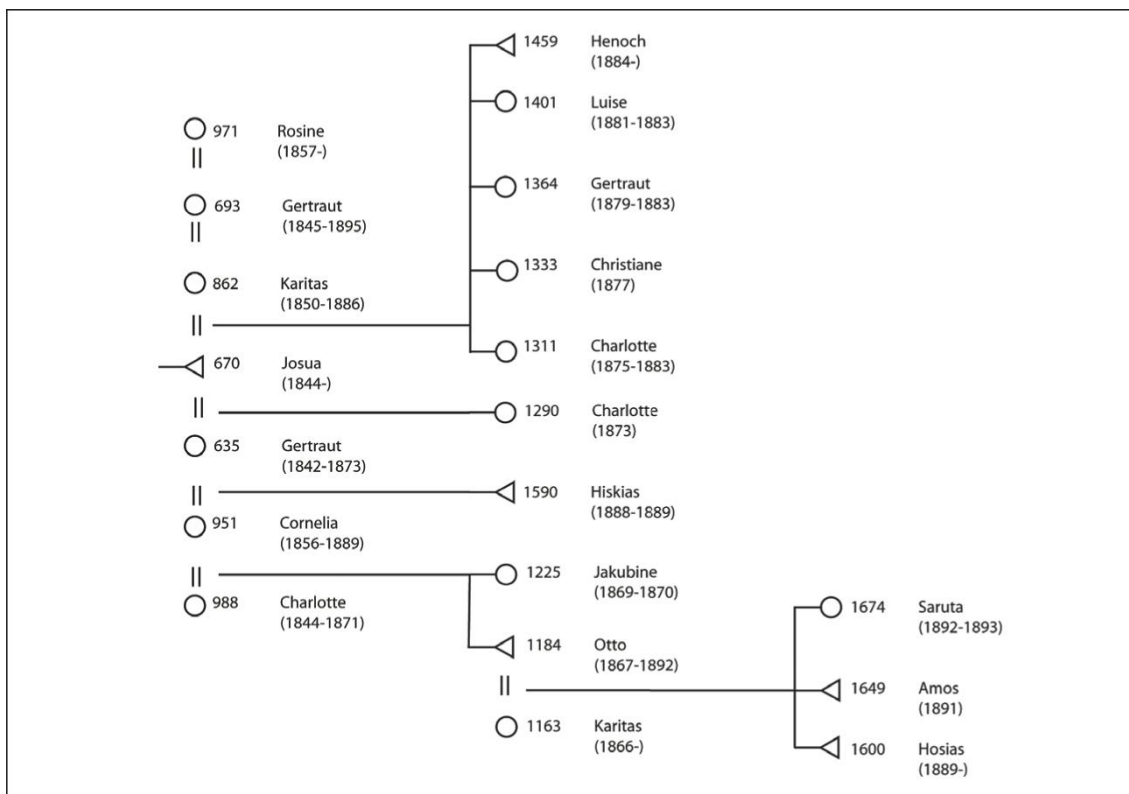 971 Rosine
(1857-)
693 Gertraut
(1845-1895)
862 Karitas
(1850-1886)
670 Josua
(1844-)
635 Gertraut
(1842-1873)
951 Cornelia
(1856-1889)
988 Charlotte
(1844-1871)
1459 Henoch
(1884-)
1401 Luise
(1881-1883)
1364 Gertraut
(1879-1883)
1333 Christiane
(1877)
1311 Charlotte
(1875-1883)
1290 Charlotte
(1873)
1590 Hiskias
(1888-1889)
1225 Jakubine
(1869-1870)
1184 Otto
(1867-1892)
1163 Karitas
(1866-)
1674 Saruta
(1892-1893)
1649 Amos
(1891)
1600 Hosias
(1889-)